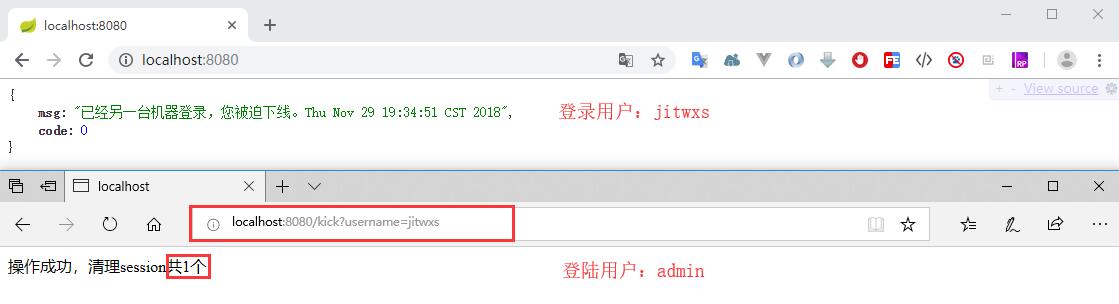 localhost:8080
localhost:8080
{
+ - View source
msg: "已经另一台机器登录，您被迫下线。Thu Nov 29 19:34:51 CST 2018",
登录用户：jitwxs
code: 0
}
localhost
localhost:8080/kick?username=jitwxs
操作成功，清理session共1个
登陆用户：admin